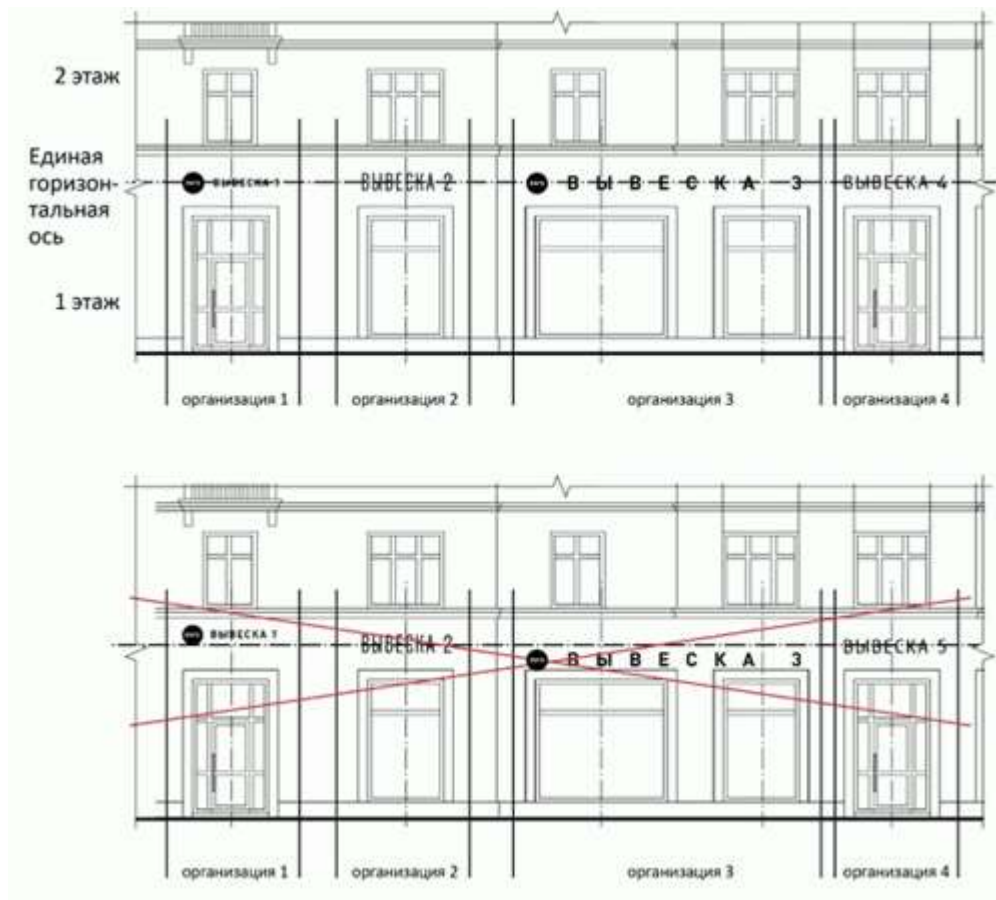 2 этаж
Единая
горизон-
тальная
ось
ВЫВЕСКА 1
ВЫВЕСКА 2
ВЫВЕСКА 3
ВЫВЕСКА 4
1 этаж
организация 1
организация 2
организация 3
организация 4
ВЫВЕСКА 1
ВЫВЕСКА 2
ВЫВЕСКА 3
ВЫВЕСКА 5
организация 1
организация 2
организация 3
организация 4